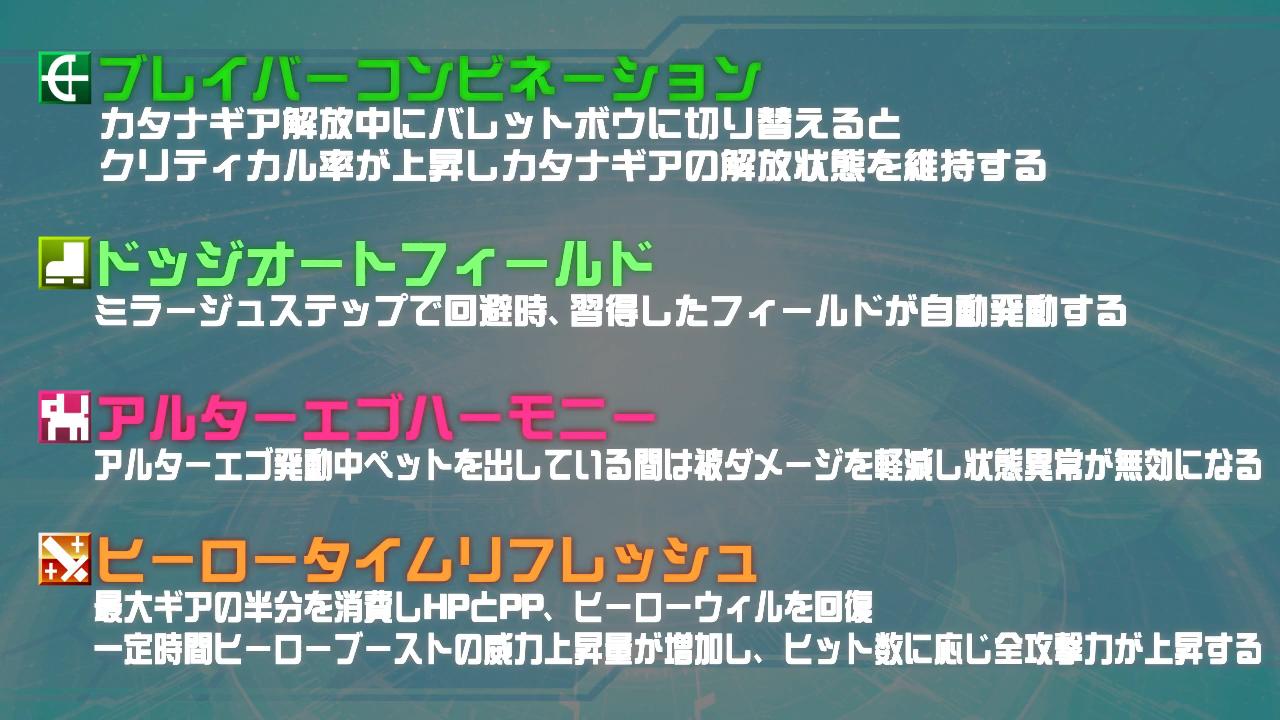 ブレイバーコンビネーション
カタナギア解放中にバレットボウに切り替えると
クリティカル率が上昇しカタナギアの解放状態を維持する
ドッジオートフィールド
ミラージュステップで回避時、習得したフィールドが自動発動する
アルターエゴハーモニー
アルターエゴ発動中ペットを出している間は被ダメージを軽減し状態異常が無効になる
ヒーロータイムリフレッシュ
最大ギアの半分を消費しHPとPP、ヒーローウィルを回復
一定時間ヒーローブーストの威力上昇量が増加し、ヒット数に応じ全攻撃力が上昇する